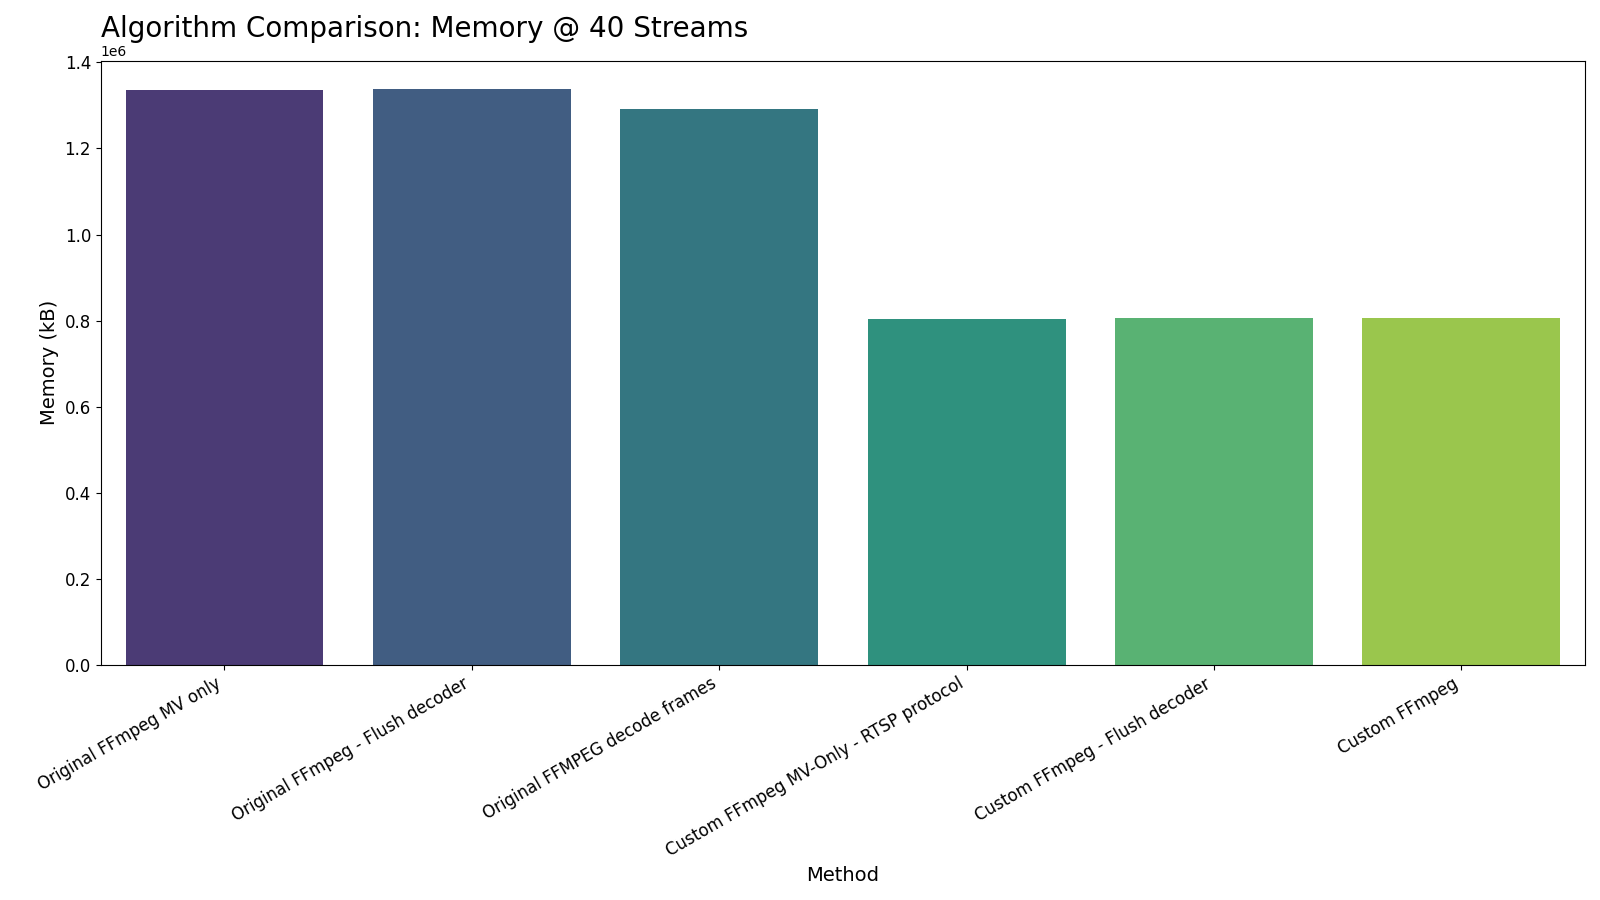 Algorithm Comparison: Memory @ 40 Streams
1e6
1.4
1.2
1.0
0.8
0.6
0.4
0.2
0.0
Memory (kB)
Original FFmpeg MV only
Original FFmpeg - Flush decoder
Original FFMPEG decode frames
Custom FFmpeg MV-Only - RTSP protocol
Custom FFmpeg - Flush decoder
Custom FFmpeg
Method